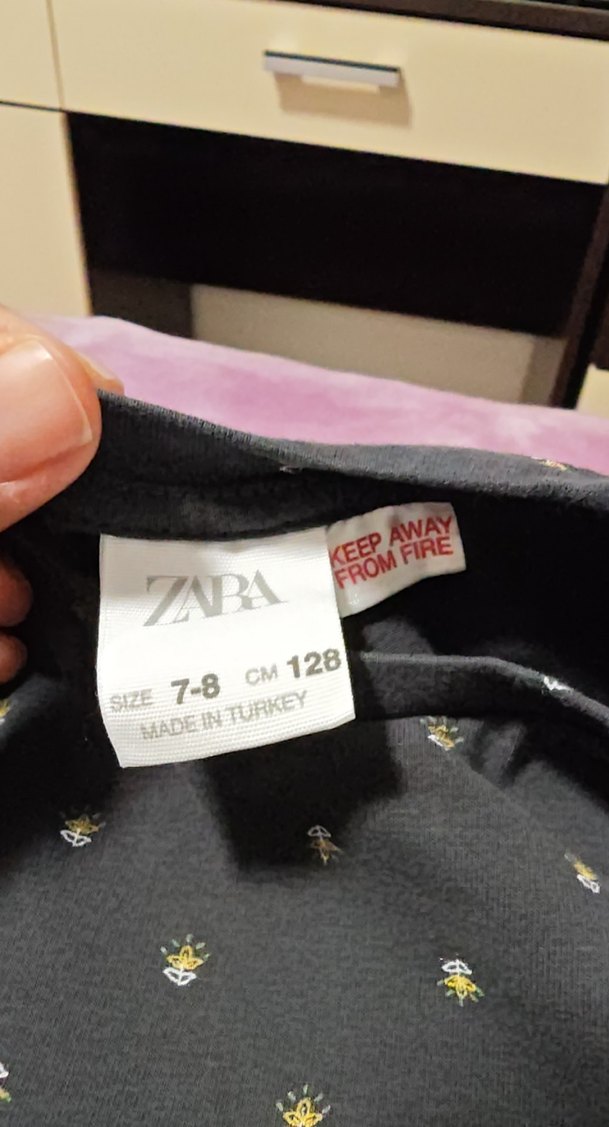 ZARA
SIZE 7-8 CM 128
MADE IN TURKEY
KEEP AWAY
FROM FIRE